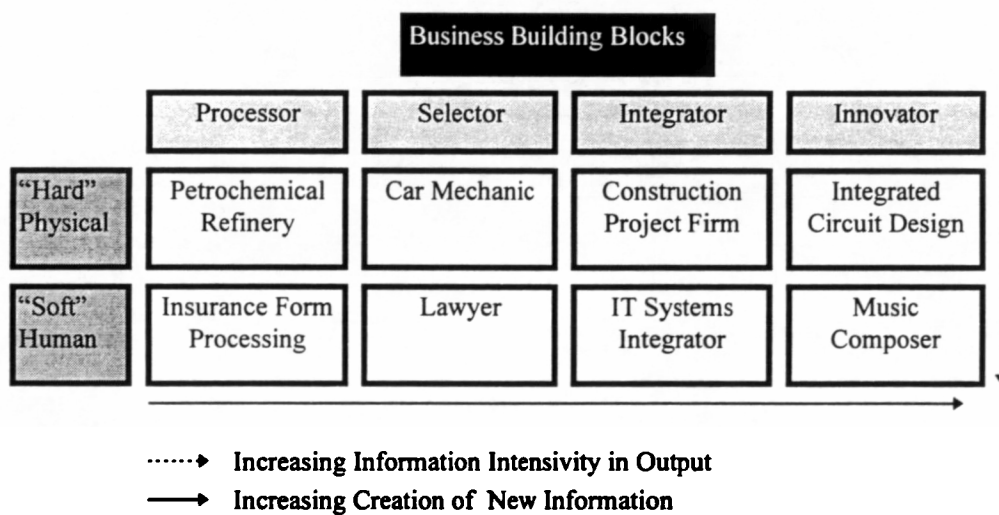 Business Building Blocks
Processor Selector Integrator Innovator
“Hard” Physical
Petrochemical Refinery
Car Mechanic
Construction Project Firm
Integrated Circuit Design
“Soft” Human
Insurance Form Processing
Lawyer
IT Systems Integrator
Music Composer
Increasing Information Intensivity in Output
Increasing Creation of New Information